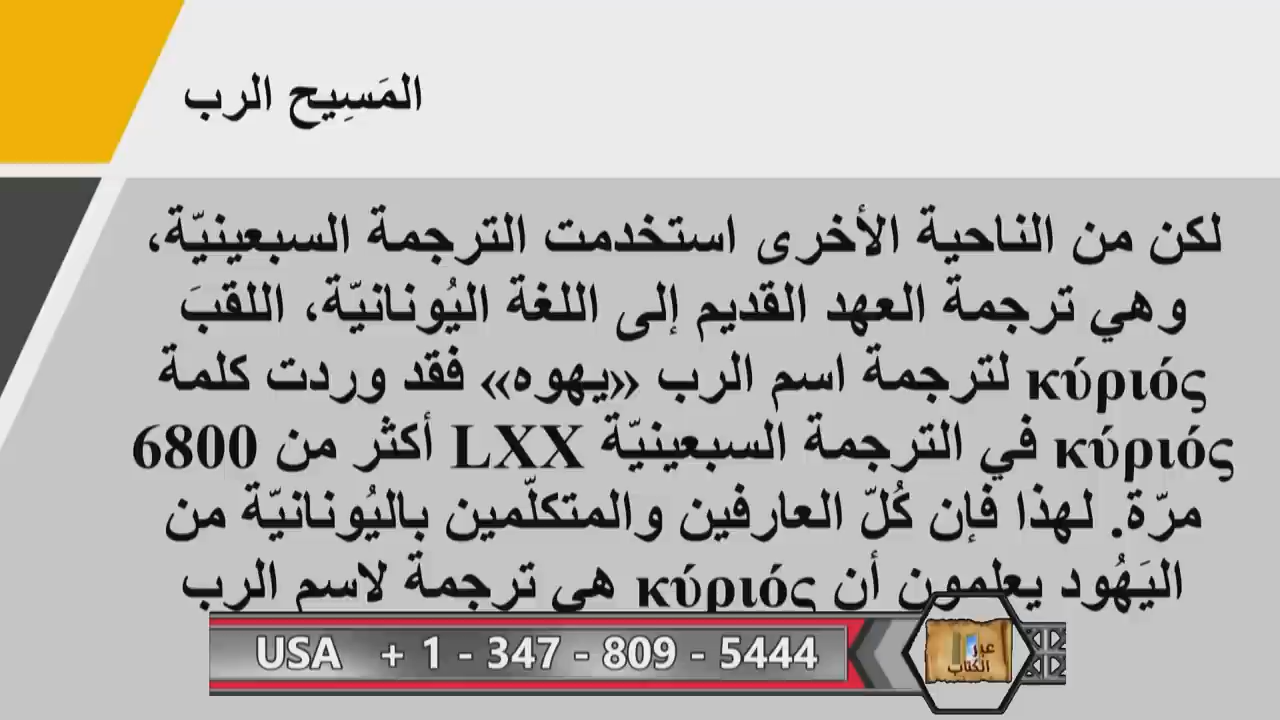 المَسِيح الرب
لكن من الناحية الأخرى استخدمت الترجمة السبعينيّة،
وهي ترجمة العهد القديم إلى اللغة اليُونانيّة، اللقبَ
κύριός لترجمة اسم الرب «يهوه» فقد وردت كلمة
κύριός في الترجمة السبعينيّة LXX أكثر من 6800
مرّة. لهذا فإن كُلّ العارفين والمتكلّمين باليُونانيّة من
اليَهُود يعلمون أن κύριός هي ترجمة لاسم الرب
USA + 1 - 347 - 809 - 5444
عبر
الكتاب